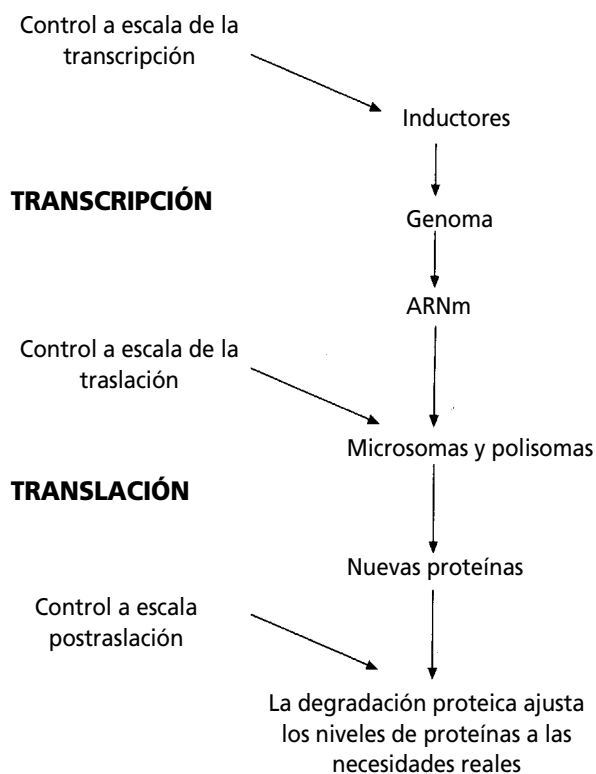 Control a escala de la
transcripción
Inductores
TRANSCRIPCIÓN
Genoma
ARNm
Control a escala de la
traslación
Microsomas y polisomas
TRANSLACIÓN
Nuevas proteínas
Control a escala
postraslación
La degradación proteica ajusta
los niveles de proteínas a las
necesidades reales